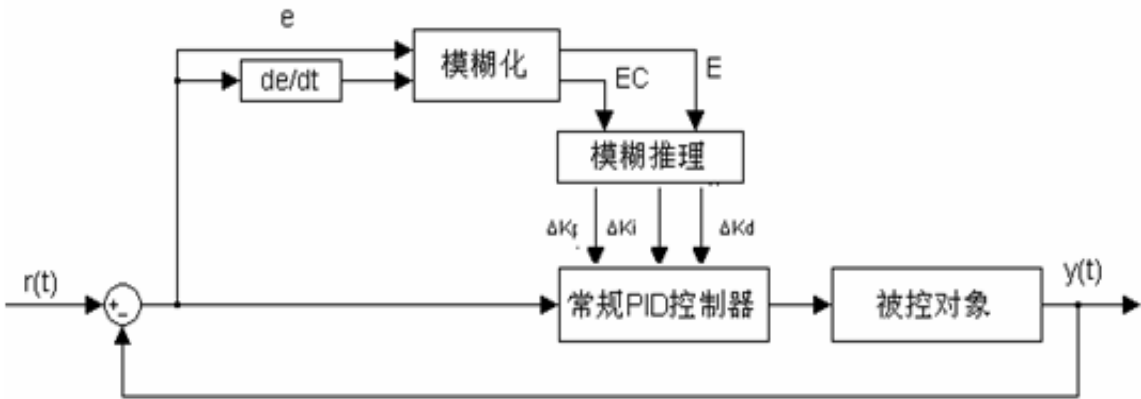 e
模糊化
de/dt
EC
E
模糊推理
ΔKp
ΔKi
ΔKd
r(t)
+
−
常规PID控制器
被控对象
y(t)